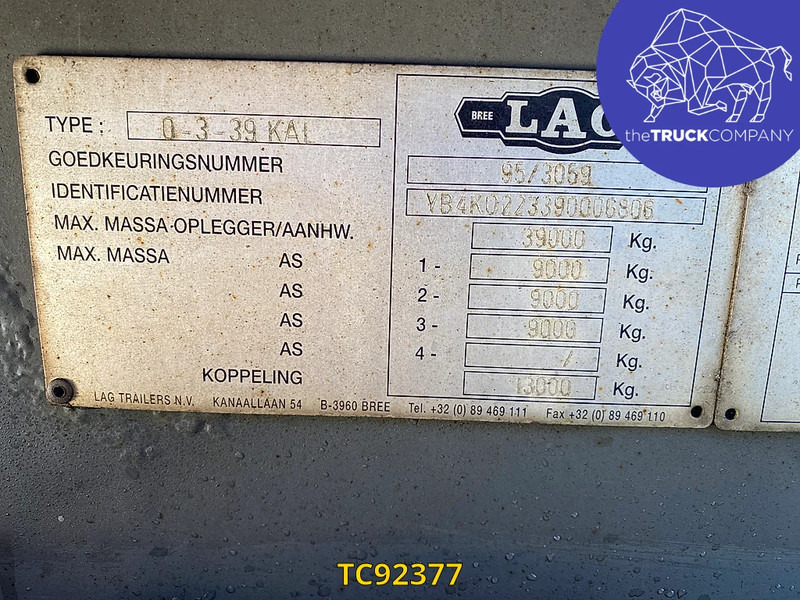 BREE LAG
theTRUCKCOMPANY
TYPE : 0-3-39 KAL
GOEDKEURINGSNUMMER 95/3059
IDENTIFICATIENUMMER YB4K0223390006806
MAX. MASSA OPLEGGER/AANHW. 39000 Kg.
MAX. MASSA AS 1 - 9000 Kg.
AS 2 - 9000 Kg.
AS 3 - 9000 Kg.
AS 4 - / Kg.
KOPPELING 13000 Kg.
LAG TRAILERS N.V. KANAALLAAN 54 B-3960 BREE Tel. +32 (0) 89 469 111 Fax +32 (0) 89 469 110
TC92377